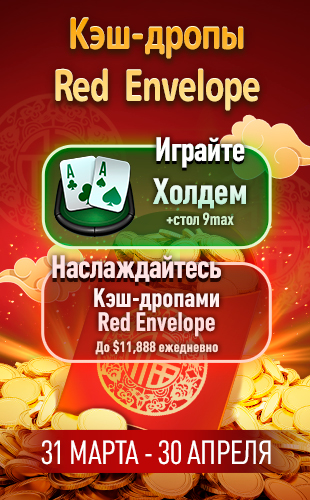 Кэш-дропы
Red Envelope
Играйте
A A
Холдем
+стол 9max
Наслаждайтесь
Кэш-дропами
Red Envelope
До $11,888 ежедневно
31 МАРТА - 30 АПРЕЛЯ